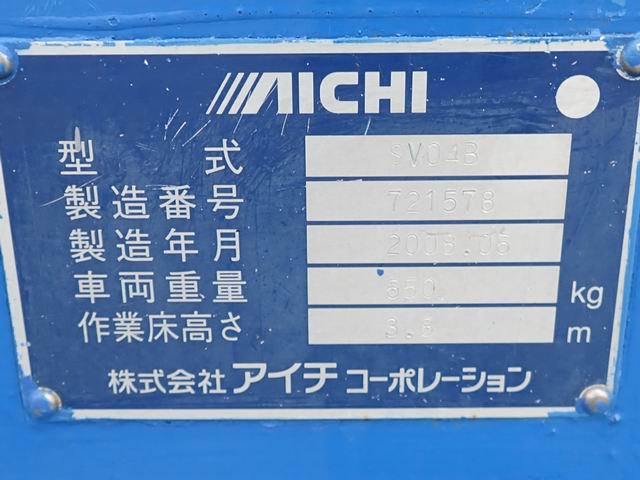 AICHI
型式 SV04B
製造番号 721578
製造年月 2008.06
車両重量 550 kg
作業床高さ 3.6 m
株式会社 アイチ コーポレーション